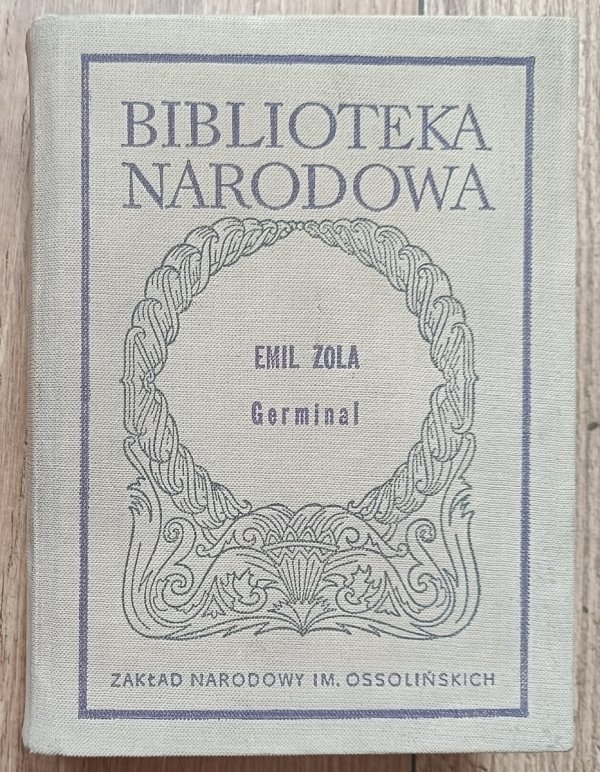 BIBLIOTEKA
NARODOWA
EMIL ZOLA
Germinal
ZAKŁAD NARODOWY IM. OSSOLIŃSKICH